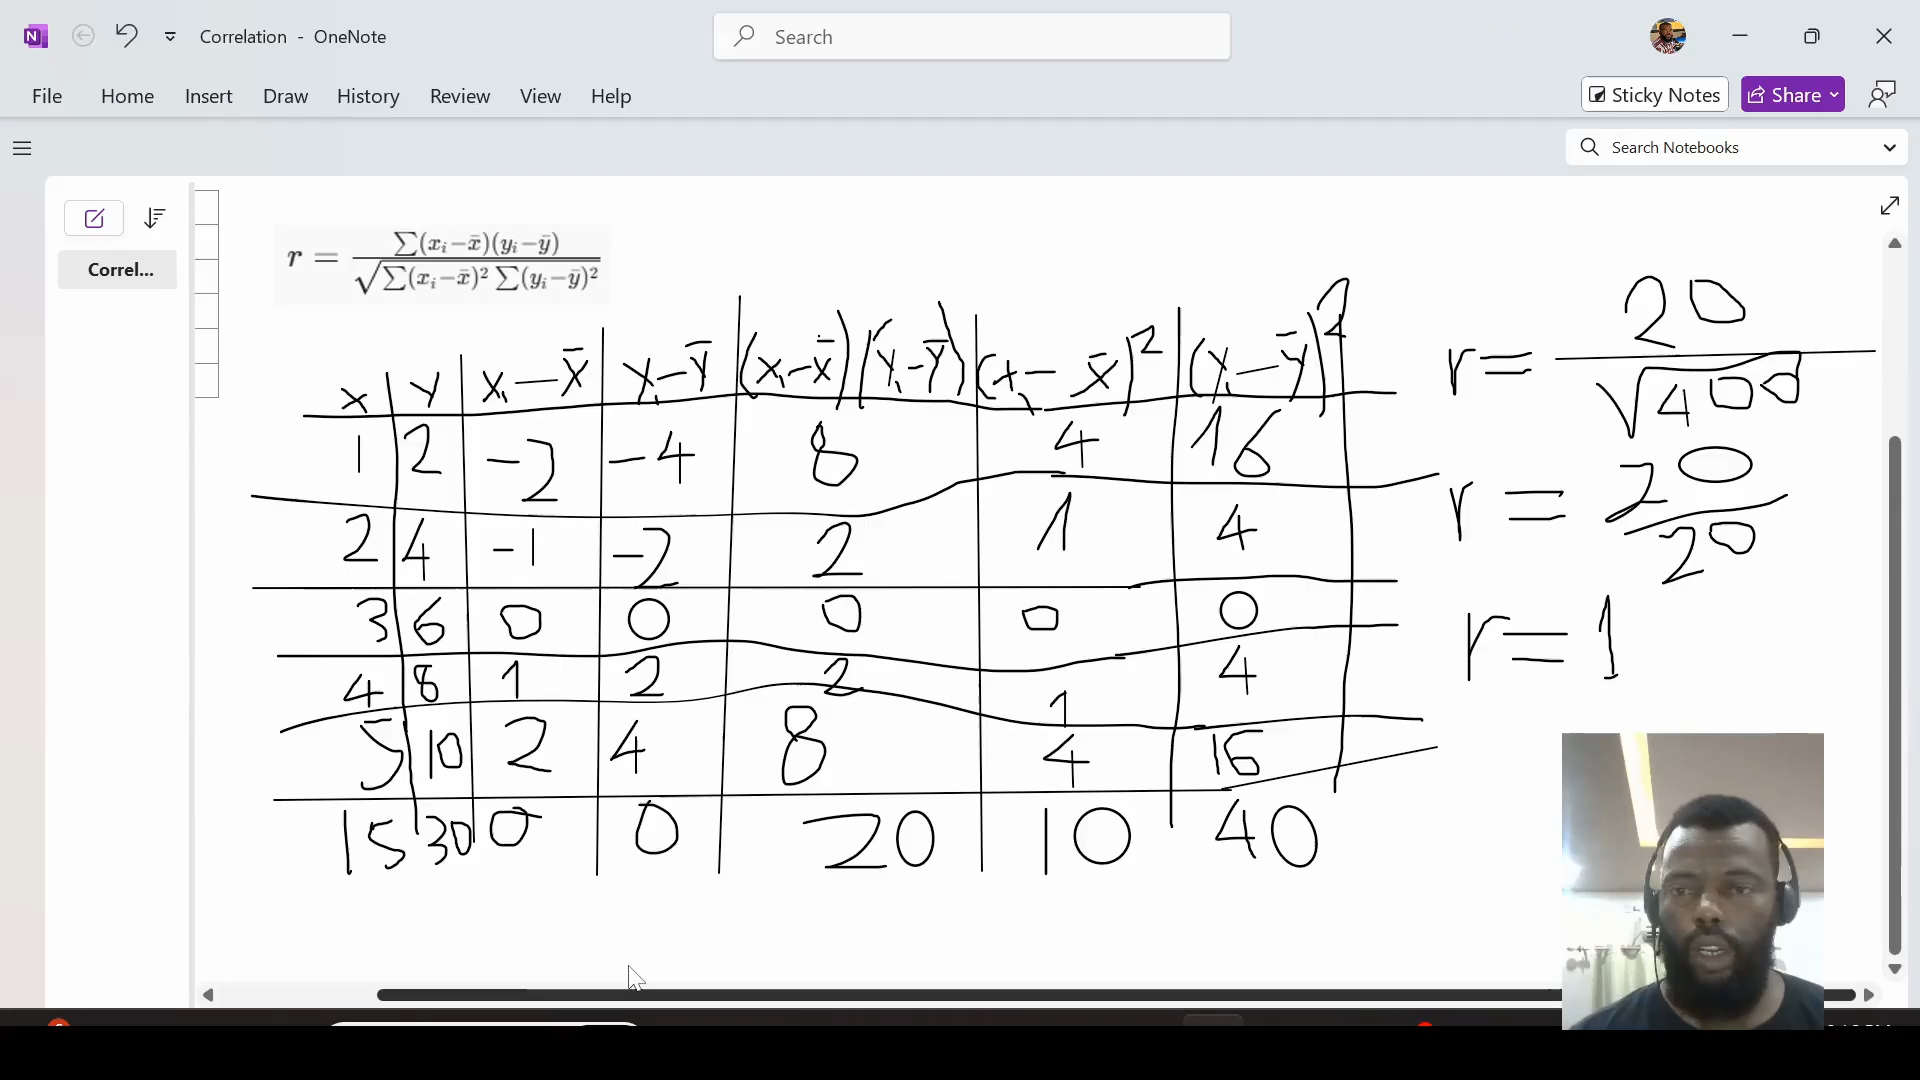 Correlation - OneNote
Search
File Home Insert Draw History Review View Help
Sticky Notes Share
Search Notebooks
Correl...
r = ∑(xᵢ−x̄)(yᵢ−ȳ) / √∑(xᵢ−x̄)² ∑(yᵢ−ȳ)²
x y xᵢ−x̄ yᵢ−ȳ (xᵢ−x̄)(yᵢ−ȳ) (xᵢ−x̄)² (yᵢ−ȳ)²
1 2 -2 -4 8 4 16
2 4 -1 -2 2 1 4
3 6 0 0 0 0 0
4 8 1 2 2 1 4
5 10 2 4 8 4 16
15 30 0 0 20 10 40
r = 20 / √400
r = 20 / 20
r = 1